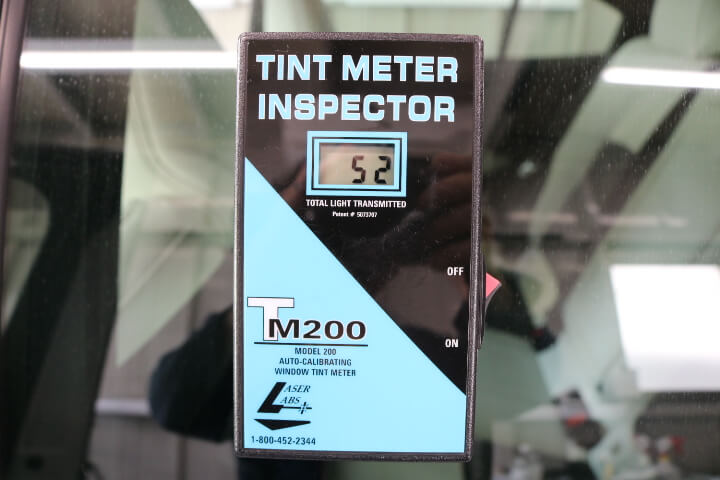 TINT METER
INSPECTOR
52
TOTAL LIGHT TRANSMITTED
Patent # 5073707
OFF
ON
TM200
MODEL 200
AUTO-CALIBRATING
WINDOW TINT METER
LASER
LABS
1-800-452-2344